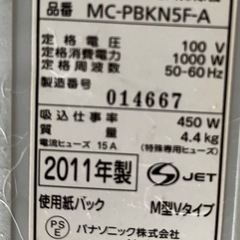 品番 MC-PBKN5F-A
定格電圧 100 V
定格消費電力 1000 W
定格周波数 50-60 Hz
製造番号
014667
吸込仕事率 450 W
質量 4.4 kg
電流ヒューズ 15 A (特殊専用ヒューズ)
2011年製
S JET
使用紙パック M型Vタイプ
PS E パナソニック株式会社